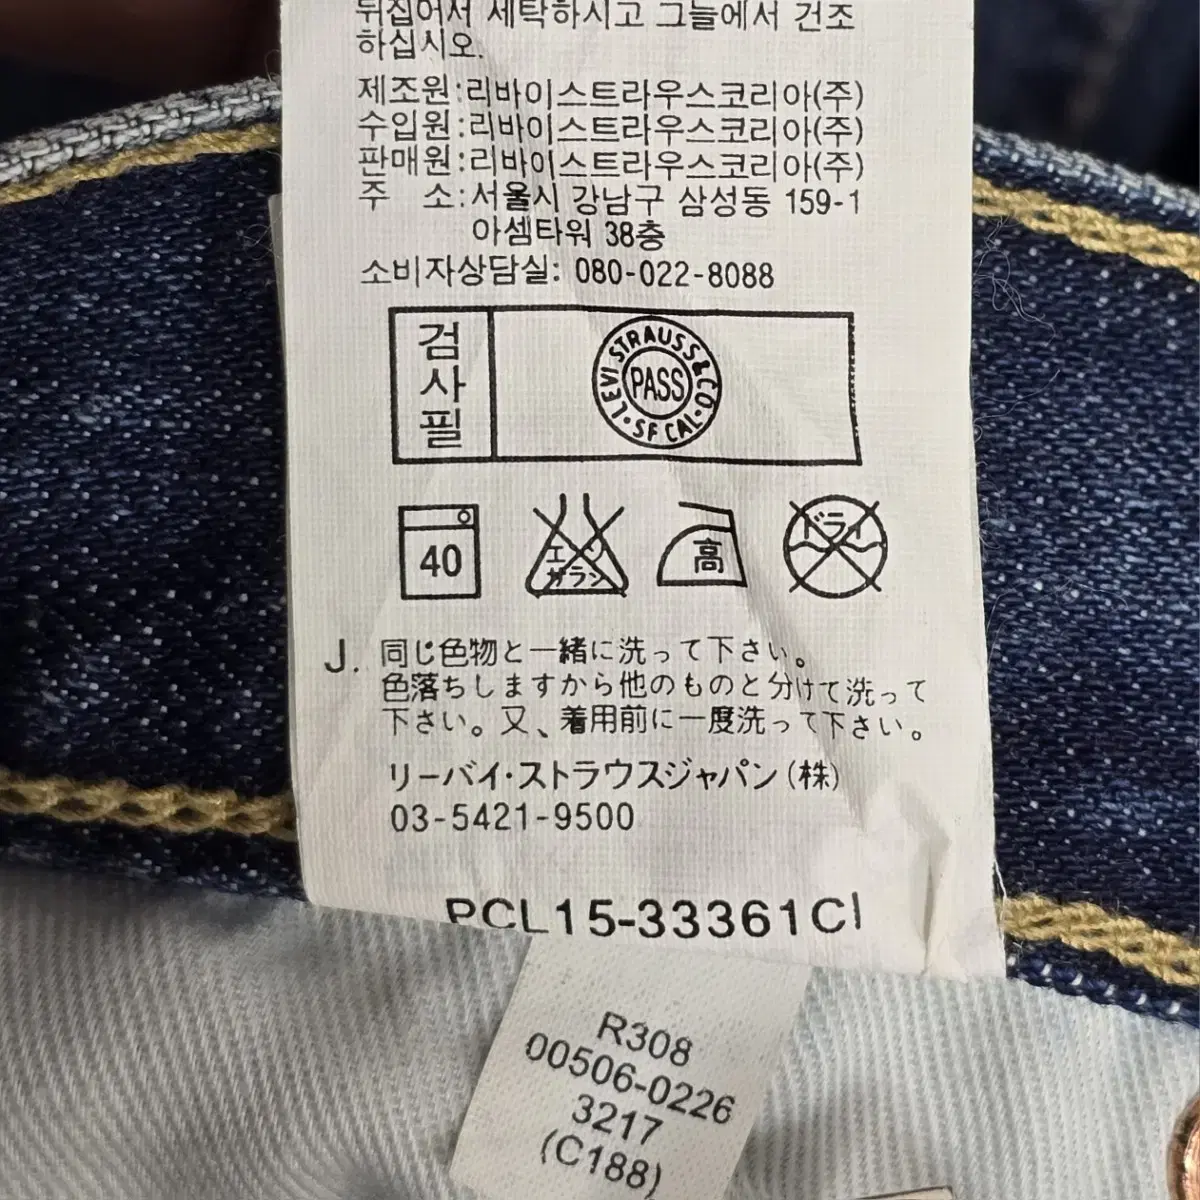 뒤집어서 세탁하시고 그늘에서 건조
하십시오.
제조원:리바이스트라우스코리아(주)
수입원:리바이스트라우스코리아(주)
판매원:리바이스트라우스코리아(주)
주 소:서울시 강남구 삼성동 159-1
아셈타워 38층
소비자상담실: 080-022-8088
검
사
필
LEVI STRAUSS & CO
PASS
SF CAL
40
エンソ
サラシ
高
ドライ
J. 同じ色物と一緒に洗って下さい。
色落ちしますから他のものと分けて洗って
下さい。又、着用前に一度洗って下さい。
リーバイ・ストラウスジャパン(株)
03-5421-9500
PCL15-33361CI
R308
00506-0226
3217
(C188)